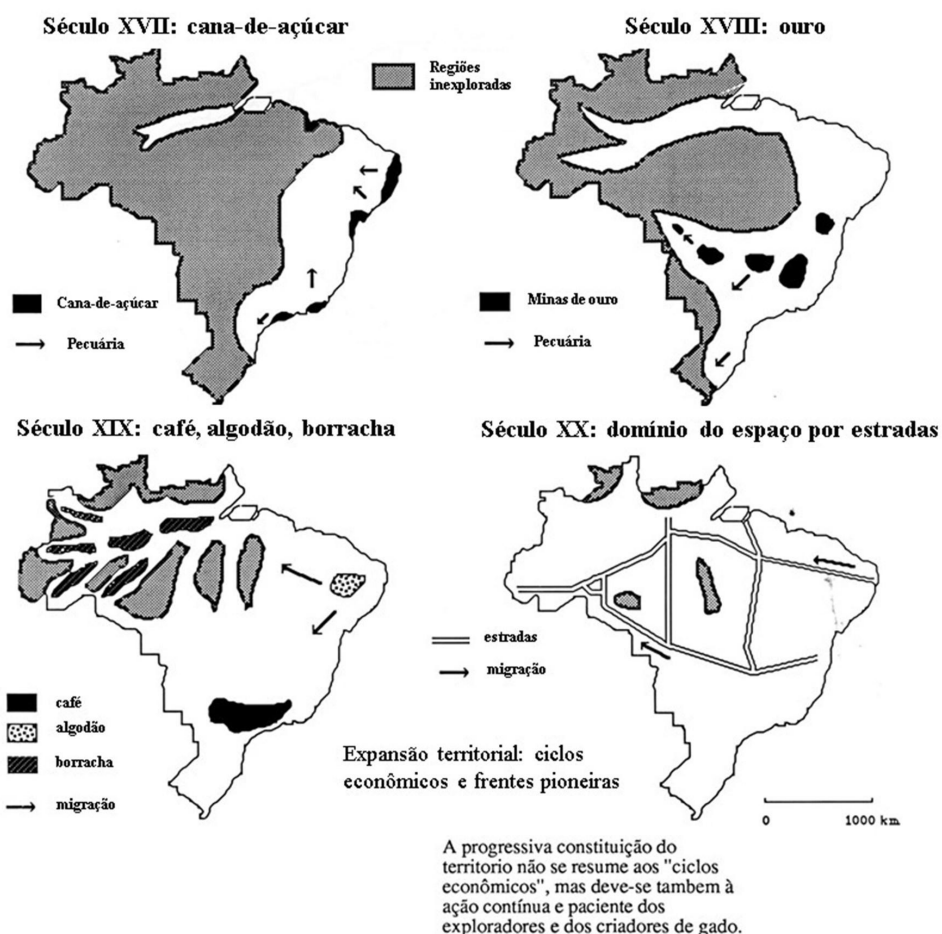 Século XVII: cana-de-açúcar
Século XVIII: ouro
Regiões
inexploradas
Cana-de-açúcar
Pecuária
Minas de ouro
Pecuária
Século XIX: café, algodão, borracha
Século XX: domínio do espaço por estradas
café
algodão
borracha
migração
estradas
migração
Expansão territorial: ciclos
econômicos e frentes pioneiras
0 1000 km.
A progressiva constituição do
territorio não se resume aos "ciclos
econômicos", mas deve-se tambem à
ação contínua e paciente dos
exploradores e dos criadores de gado.